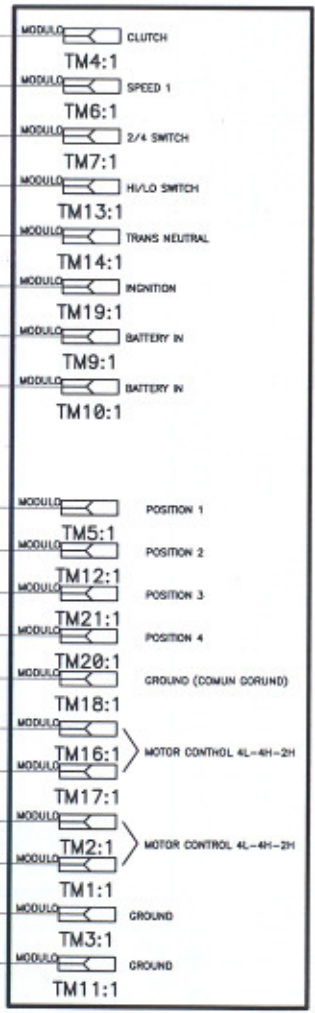 MODULO CLUTCH
TM4:1
MODULO SPEED 1
TM6:1
MODULO 2/4 SWITCH
TM7:1
MODULO HI/LO SWITCH
TM13:1
MODULO TRANS NEUTRAL
TM14:1
MODULO INGNITION
TM19:1
MODULO BATTERY IN
TM9:1
MODULO BATTERY IN
TM10:1
MODULO POSITION 1
TM5:1
MODULO POSITION 2
TM12:1
MODULO POSITION 3
TM21:1
MODULO POSITION 4
TM20:1
MODULO GROUND (COMUN GORUND)
TM18:1
MODULO
TM16:1 MOTOR CONTHOL 4L-4H-2H
MODULO
TM17:1
MODULO
TM2:1 MOTOR CONTROL 4L-4H-2H
MODULO
TM1:1
MODULO GROUND
TM3:1
MODULO GROUND
TM11:1